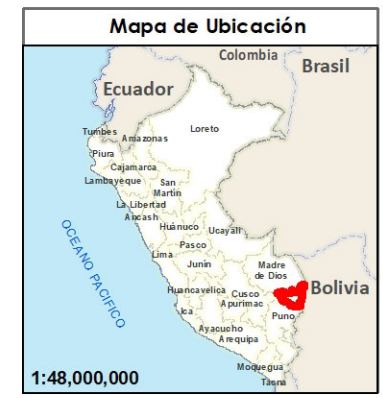 Mapa de Ubicación
Colombia
Brasil
Ecuador
Tumbes
Amazonas
Loreto
Piura
Cajamarca
Lambayeque
San
Martín
La Libertad
Ancash
Huánuco
Ucayali
Pasco
Lima
Junín
OCEANO PACIFICO
Madre
de Dios
Huancavelica
Cusco
Bolivia
Apurimac
Ica
Puno
Ayacucho
Arequipa
Moquegua
Tacna
1:48,000,000